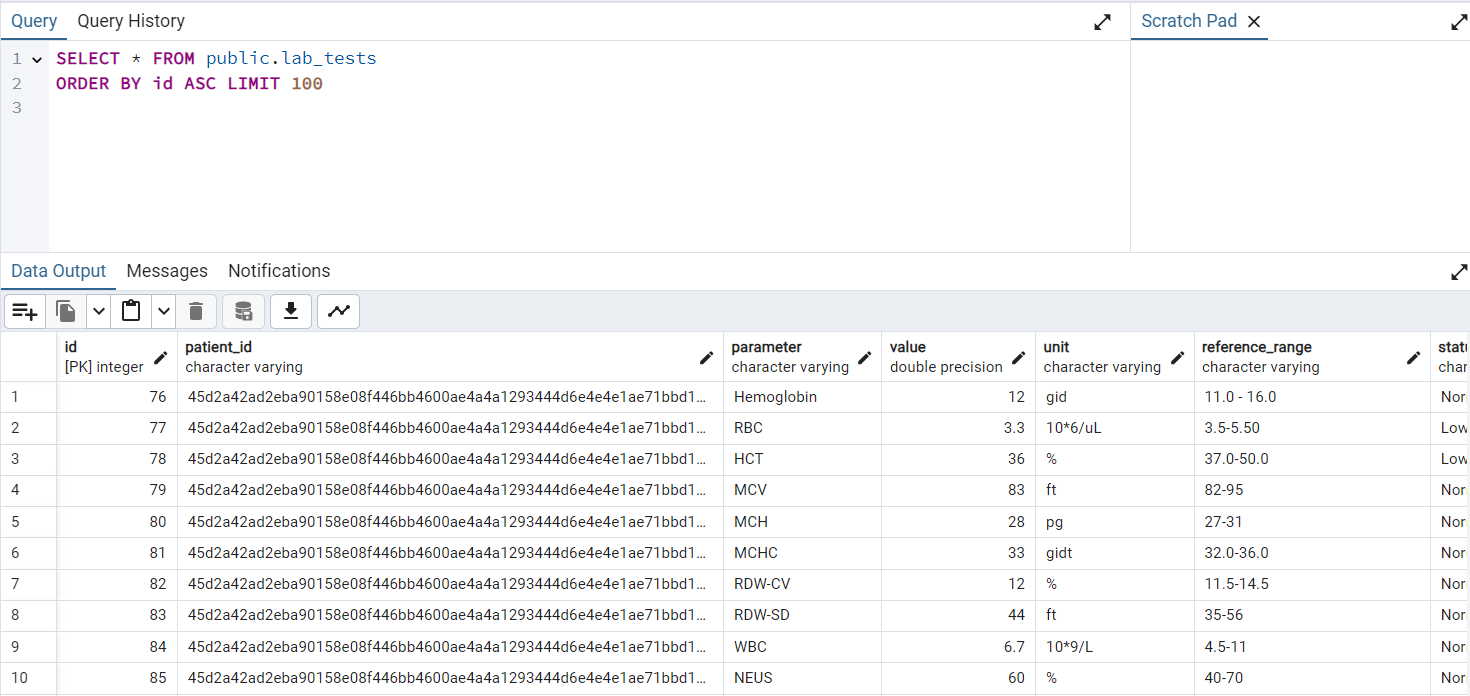 Query Query History Scratch Pad
1 SELECT * FROM public.lab_tests
2 ORDER BY id ASC LIMIT 100
3
Data Output Messages Notifications
id patient_id parameter value unit reference_range statu
[PK] integer character varying character varying double precision character varying character varying char
1 76 45d2a42ad2eba90158e08f446bb4600ae4a4a1293444d6e4e4e1ae71bbd1... Hemoglobin 12 gid 11.0 - 16.0 Nor
2 77 45d2a42ad2eba90158e08f446bb4600ae4a4a1293444d6e4e4e1ae71bbd1... RBC 3.3 10*6/uL 3.5-5.50 Low
3 78 45d2a42ad2eba90158e08f446bb4600ae4a4a1293444d6e4e4e1ae71bbd1... HCT 36 % 37.0-50.0 Low
4 79 45d2a42ad2eba90158e08f446bb4600ae4a4a1293444d6e4e4e1ae71bbd1... MCV 83 ft 82-95 Nor
5 80 45d2a42ad2eba90158e08f446bb4600ae4a4a1293444d6e4e4e1ae71bbd1... MCH 28 pg 27-31 Nor
6 81 45d2a42ad2eba90158e08f446bb4600ae4a4a1293444d6e4e4e1ae71bbd1... MCHC 33 gidt 32.0-36.0 Nor
7 82 45d2a42ad2eba90158e08f446bb4600ae4a4a1293444d6e4e4e1ae71bbd1... RDW-CV 12 % 11.5-14.5 Nor
8 83 45d2a42ad2eba90158e08f446bb4600ae4a4a1293444d6e4e4e1ae71bbd1... RDW-SD 44 ft 35-56 Nor
9 84 45d2a42ad2eba90158e08f446bb4600ae4a4a1293444d6e4e4e1ae71bbd1... WBC 6.7 10*9/L 4.5-11 Nor
10 85 45d2a42ad2eba90158e08f446bb4600ae4a4a1293444d6e4e4e1ae71bbd1... NEUS 60 % 40-70 Nor